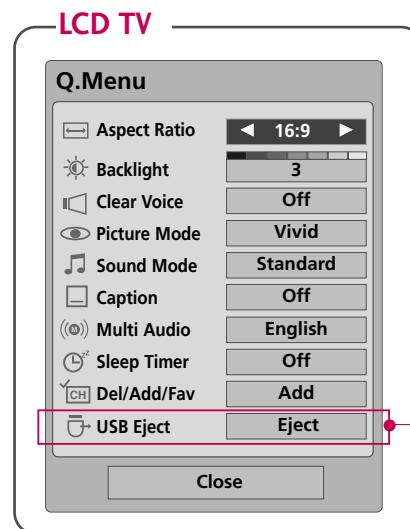 LCD TV
Q.Menu
Aspect Ratio ◀ 16:9 ▶
Backlight 3
Clear Voice Off
Picture Mode Vivid
Sound Mode Standard
Caption Off
Multi Audio English
Sleep Timer Off
Del/Add/Fav Add
USB Eject Eject
Close